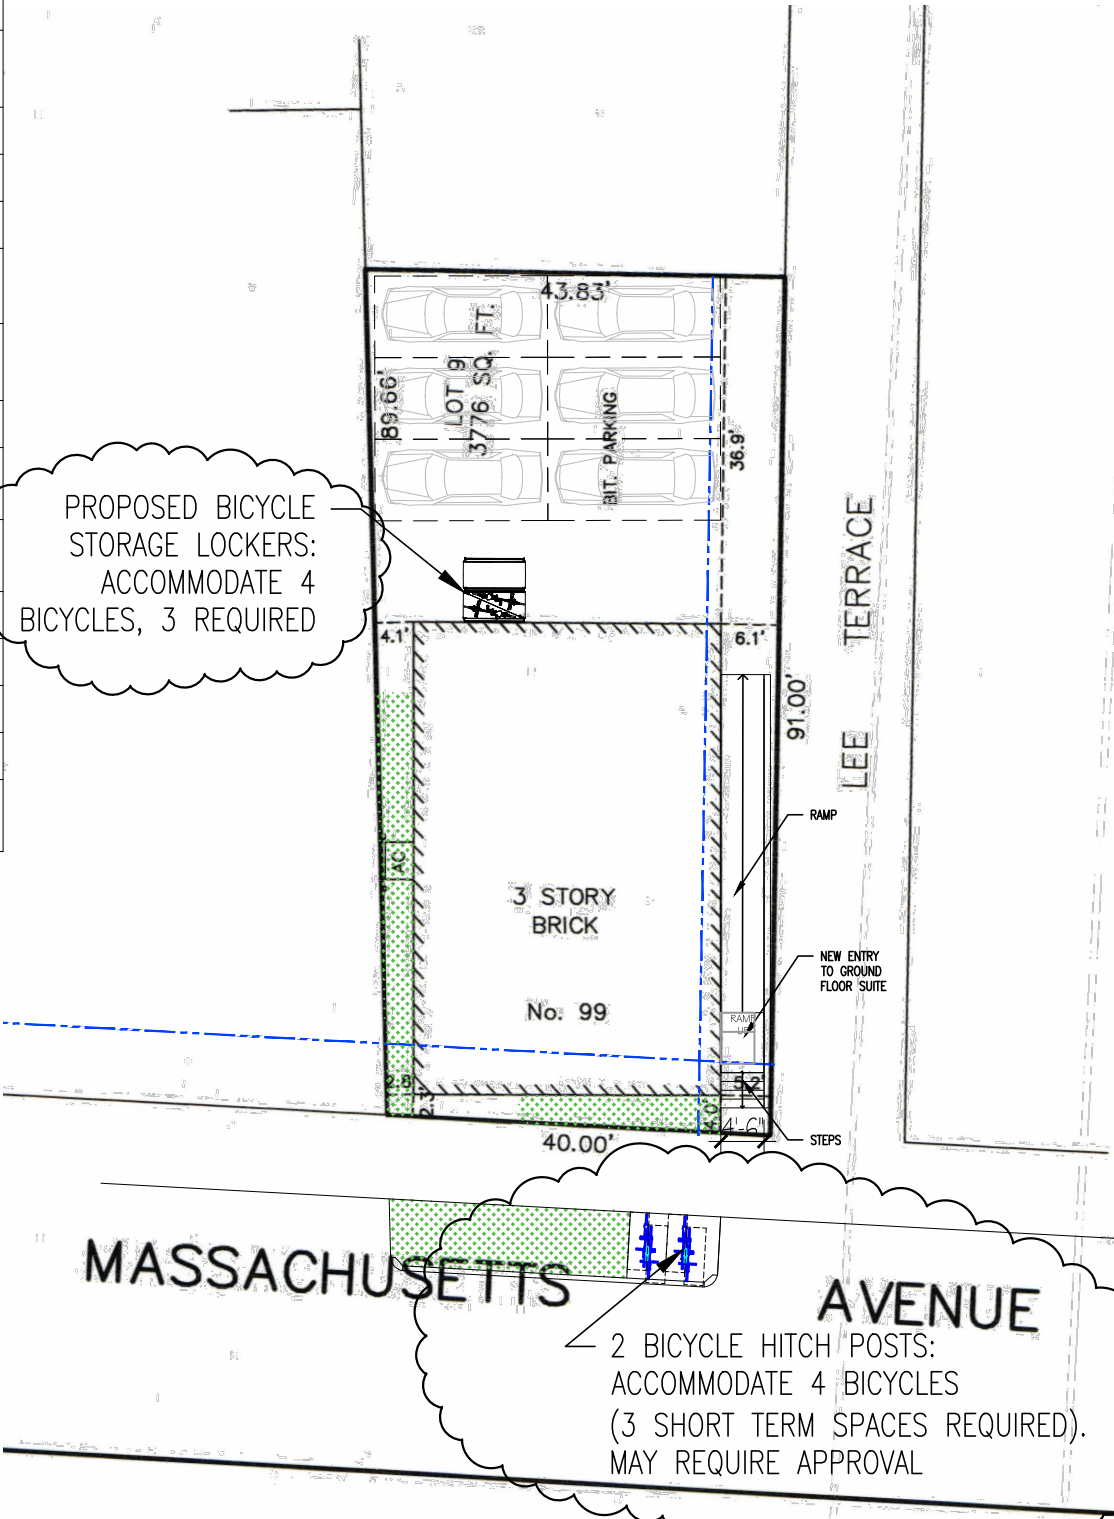 43.83'
LOT 9
3776 SQ. FT.
89.66'
BIT. PARKING
36.9'
PROPOSED BICYCLE
STORAGE LOCKERS:
ACCOMMODATE 4
BICYCLES, 3 REQUIRED
4.1'
6.1'
LEE TERRACE
91.00'
RAMP
AC
3 STORY
BRICK
No. 99
NEW ENTRY
TO GROUND
FLOOR SUITE
RAMP
UP
2.8'
2.3'
5.2'
4.0'
4'-6"
STEPS
40.00'
MASSACHUSETTS AVENUE
2 BICYCLE HITCH POSTS:
ACCOMMODATE 4 BICYCLES
(3 SHORT TERM SPACES REQUIRED).
MAY REQUIRE APPROVAL